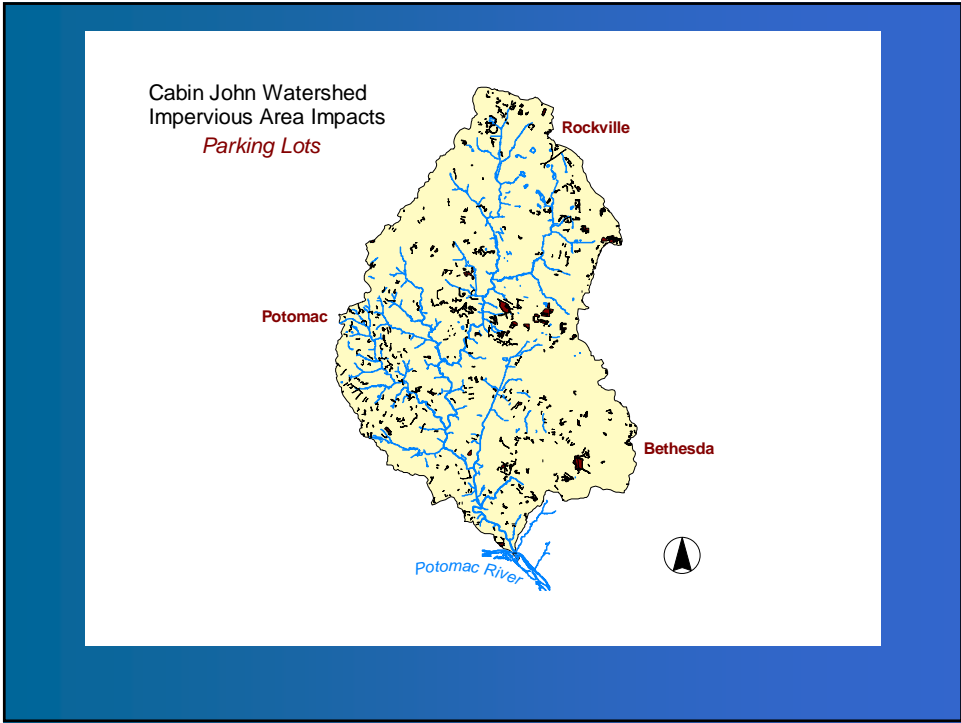 Cabin John Watershed
Impervious Area Impacts
Parking Lots
Rockville
Potomac
Bethesda
Potomac River